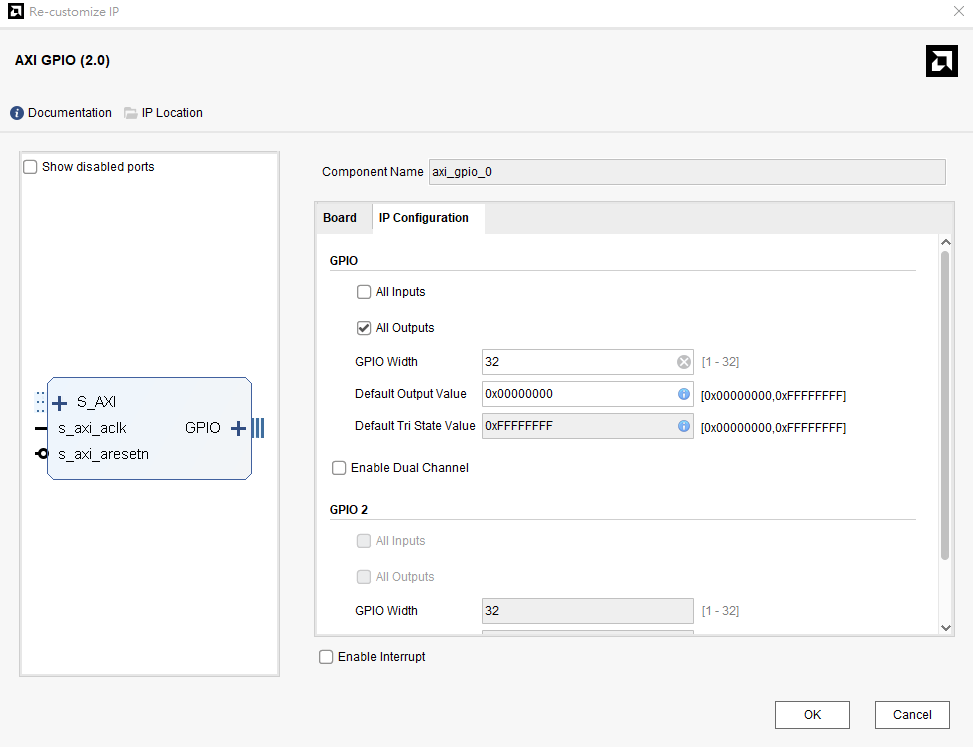 Re-customize IP
AXI GPIO (2.0)
i Documentation IP Location
Show disabled ports
S_AXI
s_axi_aclk
s_axi_aresetn
GPIO
Component Name axi_gpio_0
Board IP Configuration
GPIO
All Inputs
All Outputs
GPIO Width 32 [1 - 32]
Default Output Value 0x00000000 [0x00000000,0xFFFFFFFF]
Default Tri State Value 0xFFFFFFFF [0x00000000,0xFFFFFFFF]
Enable Dual Channel
GPIO 2
All Inputs
All Outputs
GPIO Width 32 [1 - 32]
Enable Interrupt
OK Cancel